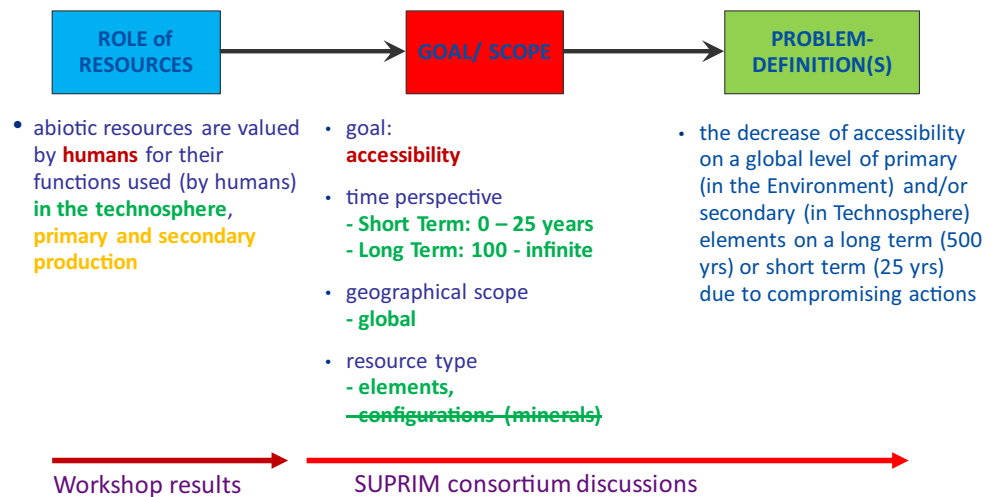 ROLE of
RESOURCES
GOAL/ SCOPE
PROBLEM-
DEFINITION(S)
• abiotic resources are valued
by humans for their
functions used (by humans)
in the technosphere,
primary and secondary
production
• goal:
accessibility
• time perspective
- Short Term: 0 – 25 years
- Long Term: 100 - infinite
• geographical scope
- global
• resource type
- elements,
- configurations (minerals)
• the decrease of accessibility
on a global level of primary
(in the Environment) and/or
secondary (in Technosphere)
elements on a long term (500
yrs) or short term (25 yrs)
due to compromising actions
Workshop results
SUPRIM consortium discussions